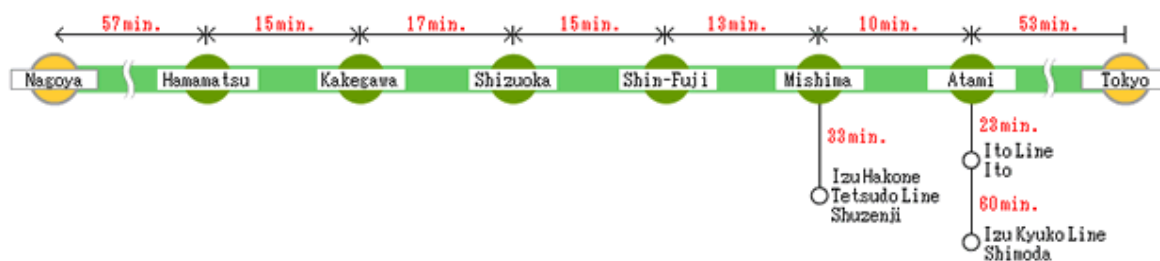 57min. 15min. 17min. 15min. 13min. 10min. 53min.
Nagoya Hamamatsu Kakegawa Shizuoka Shin-Fuji Mishima Atami Tokyo
33min.
Izu Hakone
Tetsudo Line
Shuzenji
23min.
Ito Line
Ito
60min.
Izu Kyuko Line
Shimoda